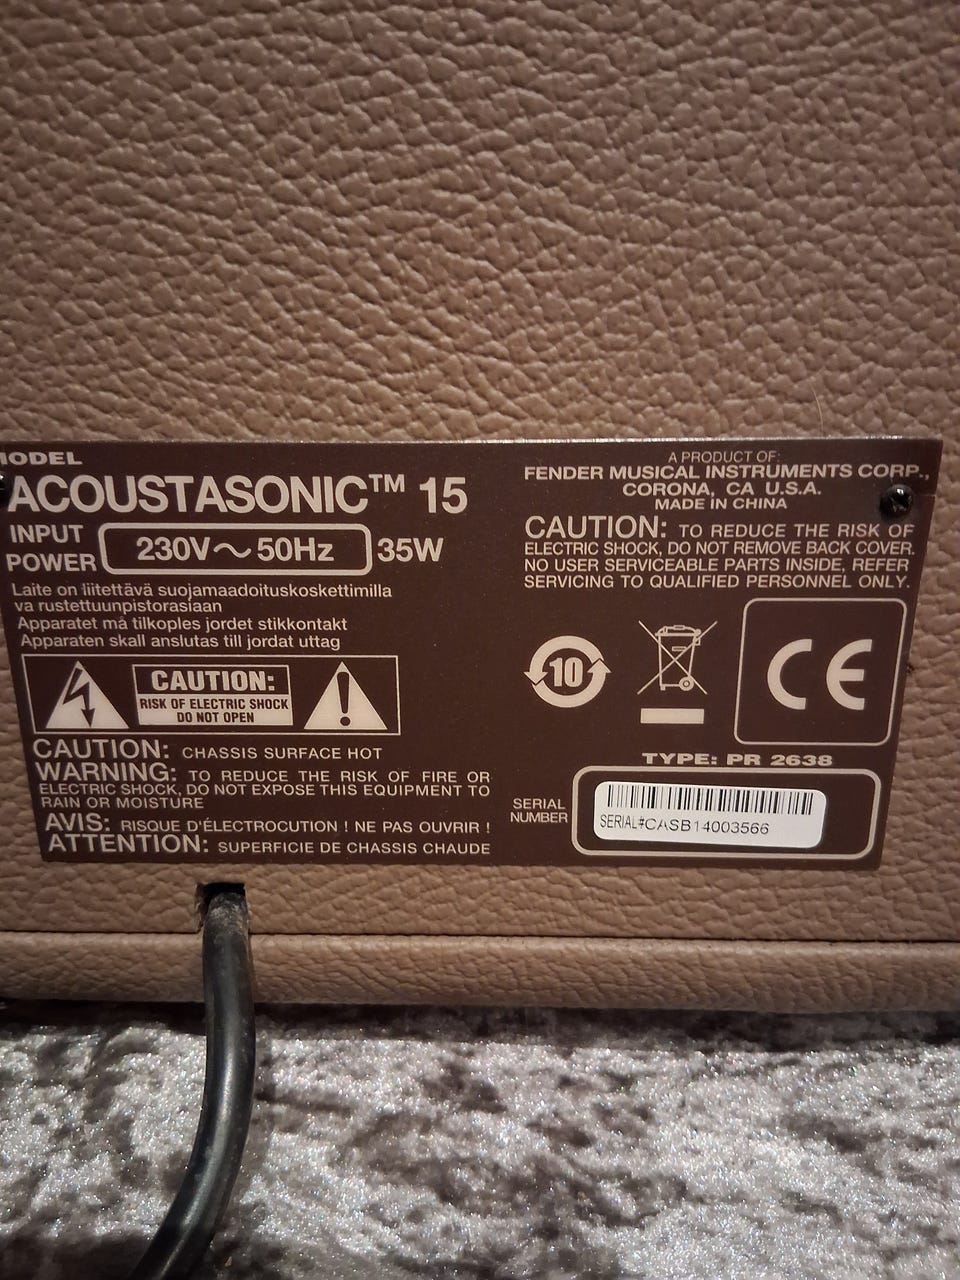 MODEL
ACOUSTASONIC™ 15
INPUT
POWER
230V～50Hz
35W
Laite on liitettävä suojamaadoituskoskettimilla
va rustettuunpistorasiaan
Apparatet må tilkoples jordet stikkontakt
Apparaten skall anslutas till jordat uttag
CAUTION:
RISK OF ELECTRIC SHOCK
DO NOT OPEN
CAUTION: CHASSIS SURFACE HOT
WARNING: TO REDUCE THE RISK OF FIRE OR
ELECTRIC SHOCK, DO NOT EXPOSE THIS EQUIPMENT TO
RAIN OR MOISTURE
AVIS: RISQUE D'ÉLECTROCUTION ! NE PAS OUVRIR !
ATTENTION: SUPERFICIE DE CHASSIS CHAUDE
A PRODUCT OF:
FENDER MUSICAL INSTRUMENTS CORP.,
CORONA, CA U.S.A.
MADE IN CHINA
CAUTION: TO REDUCE THE RISK OF
ELECTRIC SHOCK, DO NOT REMOVE BACK COVER.
NO USER SERVICEABLE PARTS INSIDE, REFER
SERVICING TO QUALIFIED PERSONNEL ONLY.
10
CE
TYPE: PR 2638
SERIAL
NUMBER
SERIAL#CASB14003566